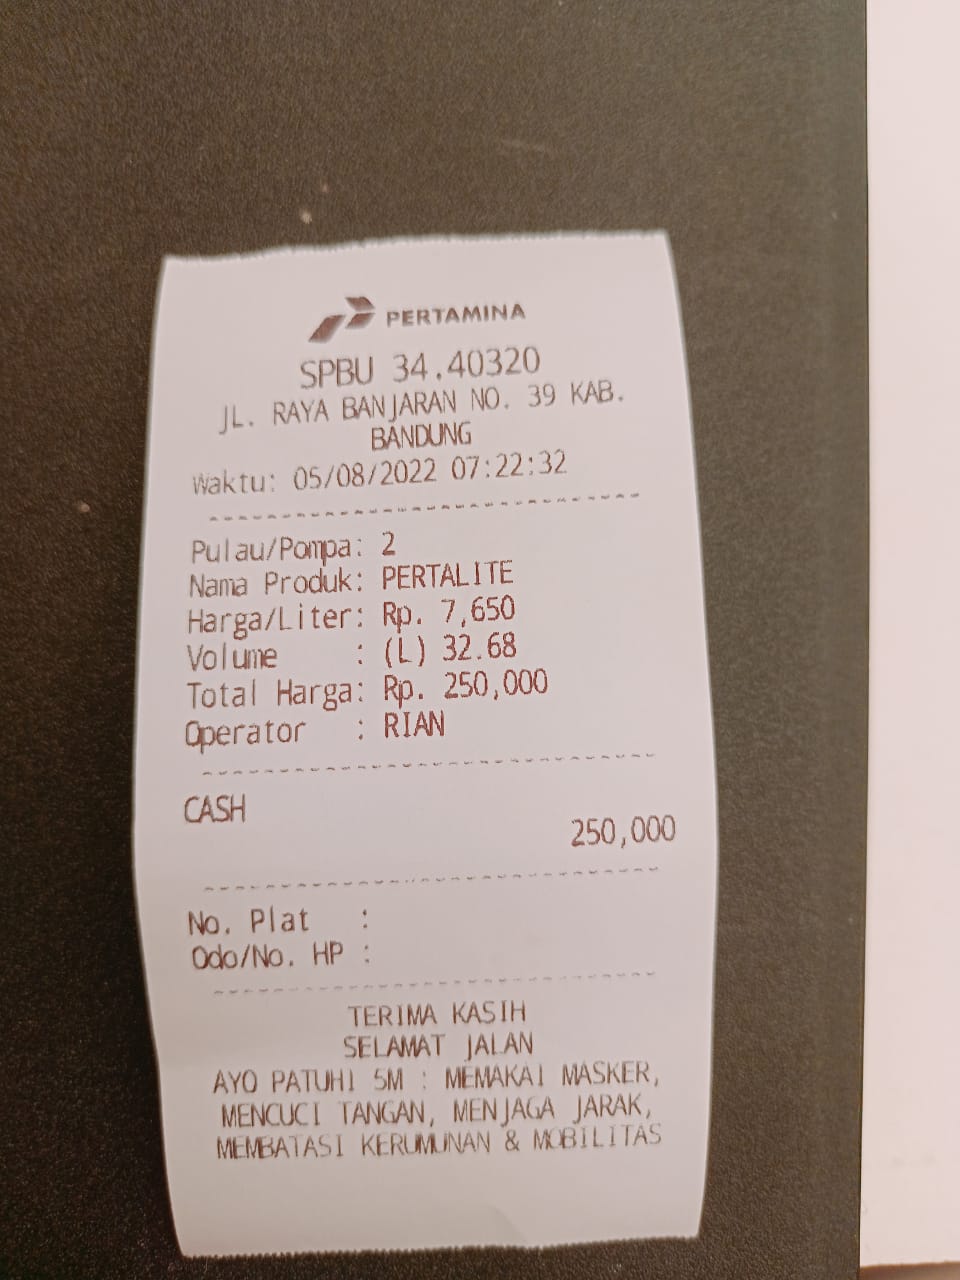 PERTAMINA
SPBU 34.40320
JL. RAYA BANJARAN NO. 39 KAB.
BANDUNG
Waktu: 05/08/2022 07:22:32
--------------------------------
Pulau/Pompa: 2
Nama Produk: PERTALITE
Harga/Liter: Rp. 7,650
Volume : (L) 32.68
Total Harga: Rp. 250,000
Operator : RIAN
--------------------------------
CASH
250,000
--------------------------------
No. Plat :
Odo/No. HP :
--------------------------------
TERIMA KASIH
SELAMAT JALAN
AYO PATUHI 5M : MEMAKAI MASKER,
MENCUCI TANGAN, MENJAGA JARAK,
MEMBATASI KERUMUNAN & MOBILITAS